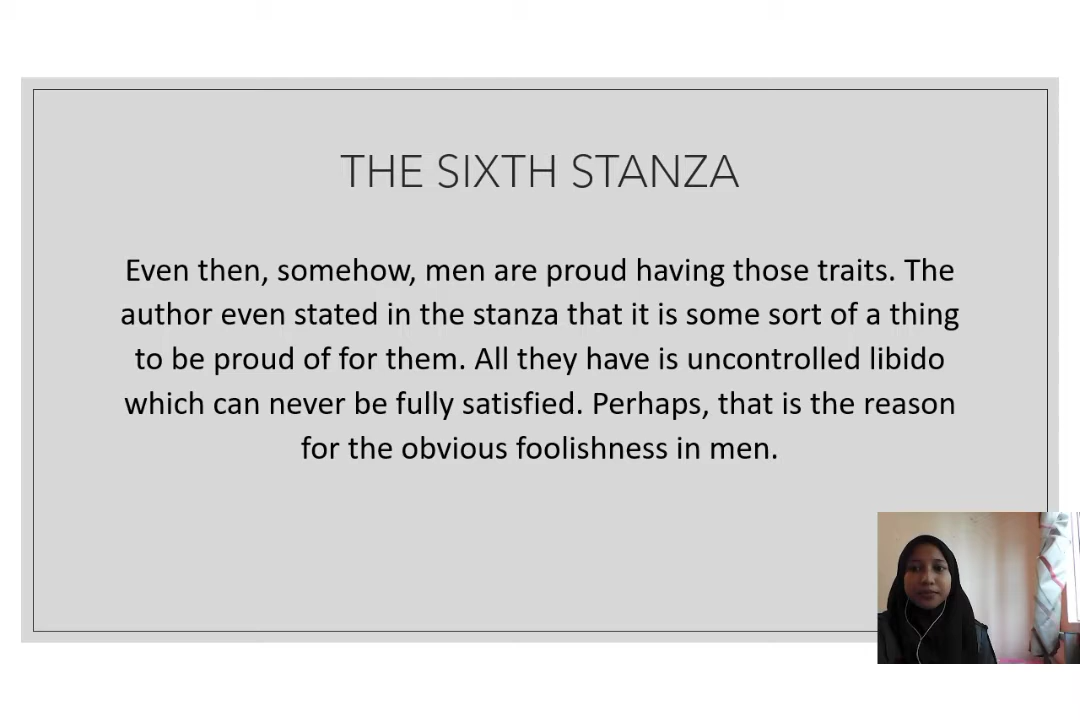 THE SIXTH STANZA
Even then, somehow, men are proud having those traits. The
author even stated in the stanza that it is some sort of a thing
to be proud of for them. All they have is uncontrolled libido
which can never be fully satisfied. Perhaps, that is the reason
for the obvious foolishness in men.